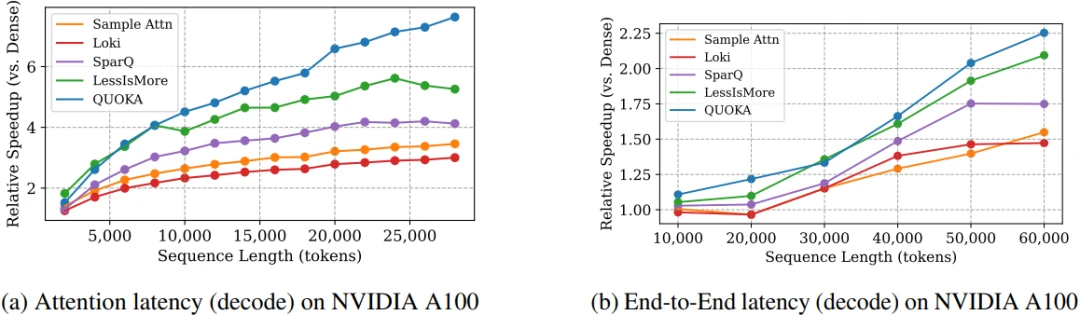 Relative Speedup (vs. Dense)
Sample Attn
Loki
SparQ
LessIsMore
QUOKA
6
4
2
5,000
10,000
15,000
20,000
25,000
Sequence Length (tokens)
(a) Attention latency (decode) on NVIDIA A100
Relative Speedup (vs. Dense)
Sample Attn
Loki
SparQ
LessIsMore
QUOKA
2.25
2.00
1.75
1.50
1.25
1.00
10,000
20,000
30,000
40,000
50,000
60,000
Sequence Length (tokens)
(b) End-to-End latency (decode) on NVIDIA A100